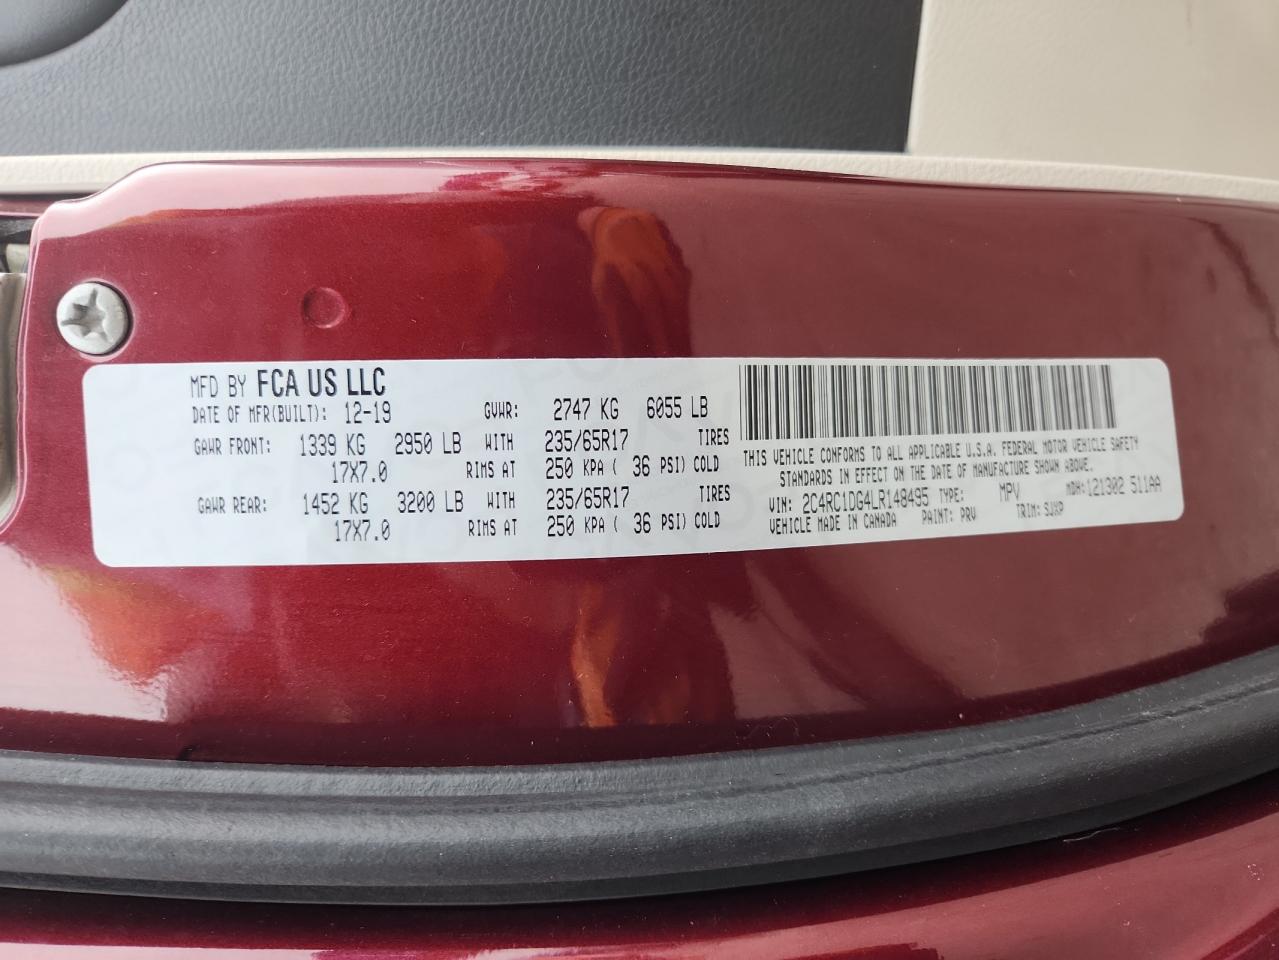 MFD BY FCA US LLC
DATE OF MFR(BUILT): 12-19 GVWR: 2747 KG 6055 LB
GAWR FRONT: 1339 KG 2950 LB WITH 235/65R17 TIRES
17X7.0 RIMS AT 250 KPA ( 36 PSI) COLD
GAWR REAR: 1452 KG 3200 LB WITH 235/65R17 TIRES
17X7.0 RIMS AT 250 KPA ( 36 PSI) COLD
THIS VEHICLE CONFORMS TO ALL APPLICABLE U.S.A. FEDERAL MOTOR VEHICLE SAFETY
STANDARDS IN EFFECT ON THE DATE OF MANUFACTURE SHOWN ABOVE.
VIN: 2C4RC1DG4LR148495 TYPE: MPV MDH:121302 511AA
VEHICLE MADE IN CANADA PAINT: PRV TRIM: